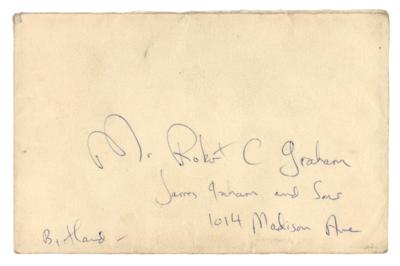 Mr. Robert C Graham
James Graham and Sons
1014 Madison Ave
By Hand -